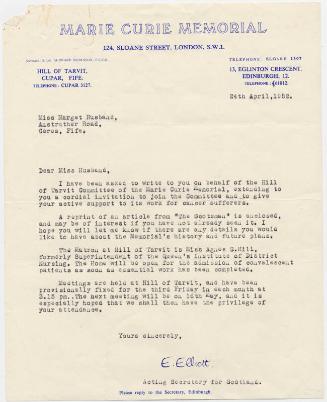 MARIE CURIE MEMORIAL
124, SLOANE STREET, LONDON, S.W.1.
HILL OF TARVIT,
CUPAR, FIFE.
TELEPHONE: CUPAR 3127.
TELEPHONE: SLOANE
13, EGLINTON CRESCENT,
EDINBURGH, 12.
TELEPHONE:
24th April, 1952.
Miss Marget Husband,
Anstruther Road,
Ceres, Fife.
Dear Miss Husband,
I have been asked to write to you on behalf of the Hill
of Tarvit Committee of the Marie Curie Memorial, extending to
you a cordial invitation to join the Committee and to give
your active support to its work for cancer sufferers.
A reprint of an article from "The Scotsman" is enclosed,
and may be of interest if you have not already seen it. I
hope you will let me know if there are any details you would
like to have about the Memorial's history and future plans.
The Matron at Hill of Tarvit is Miss Agnes G. Mill,
formerly Superintendent of the Queen's Institute of District
Nursing. The Home will be open for the admission of convalescent
patients as soon as essential work has been completed.
Meetings are held at Hill of Tarvit, and have been
provisionally fixed for the third Friday in each month at
3.15 pm. The next meeting will be on 16th May, and it is
especially hoped that we shall then have the privilege of
your attendance.
Yours sincerely,
E. Elliott.
Acting Secretary for Scotland.
Please reply to the Secretary, Edinburgh.